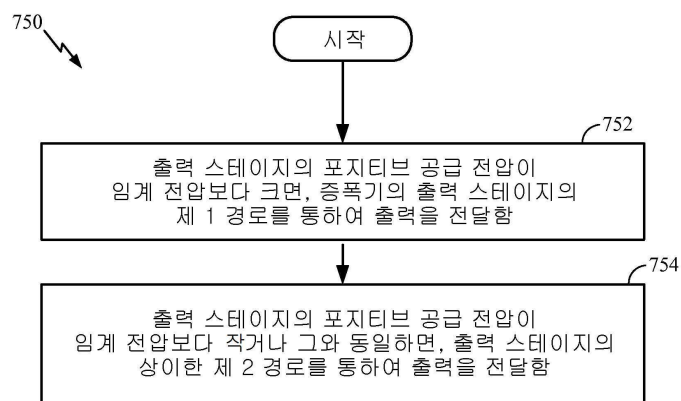 750
시작
752
출력 스테이지의 포지티브 공급 전압이
임계 전압보다 크면, 증폭기의 출력 스테이지의
제 1 경로를 통하여 출력을 전달함
754
출력 스테이지의 포지티브 공급 전압이
임계 전압보다 작거나 그와 동일하면, 출력 스테이지의
상이한 제 2 경로를 통하여 출력을 전달함